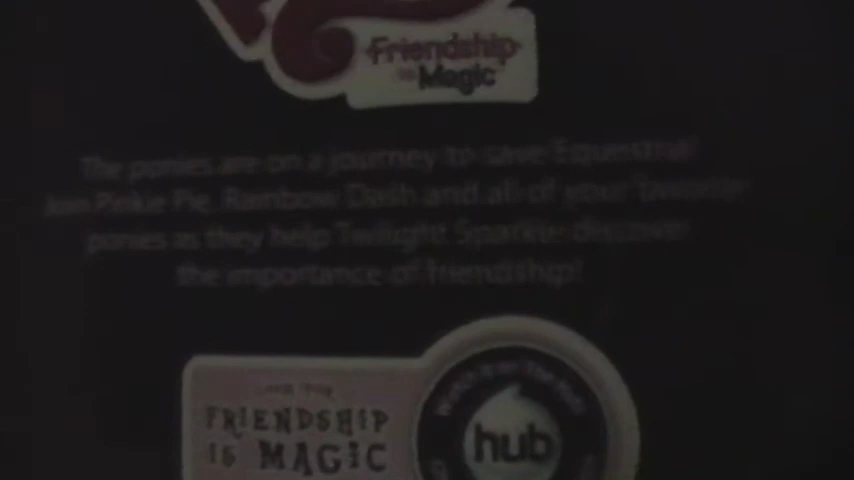 Friendship
is Magic
The ponies are on a journey to save Equestria!
Join Pinkie Pie, Rainbow Dash and all of your favorite
ponies as they help Twilight Sparkle discover
the importance of friendship!
FRIENDSHIP
IS MAGIC
hub